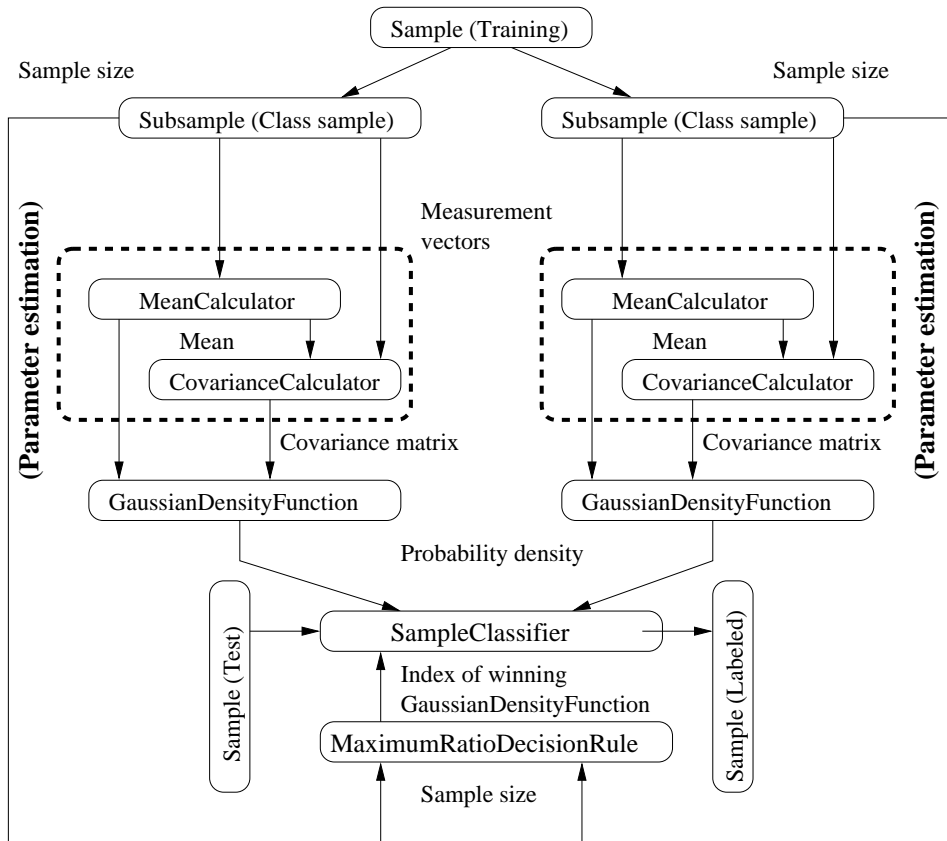 Sample (Training)
Sample size
Sample size
Subsample (Class sample)
Subsample (Class sample)
Measurement
vectors
(Parameter estimation)
(Parameter estimation)
MeanCalculator
MeanCalculator
Mean
Mean
CovarianceCalculator
CovarianceCalculator
Covariance matrix
Covariance matrix
GaussianDensityFunction
GaussianDensityFunction
Probability density
Sample (Test)
SampleClassifier
Sample (Labeled)
Index of winning
GaussianDensityFunction
MaximumRatioDecisionRule
Sample size